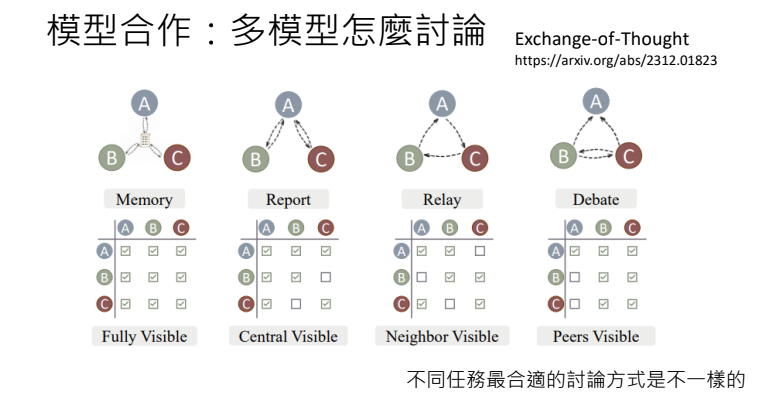 模型合作：多模型怎麼討論
Exchange-of-Thought
https://arxiv.org/abs/2312.01823
A
B C
Memory
A
B C
Report
A
B C
Relay
A
B C
Debate
A B C
A
B
C
Fully Visible
A B C
A
B
C
Central Visible
A B C
A
B
C
Neighbor Visible
A B C
A
B
C
Peers Visible
不同任務最合適的討論方式是不一樣的